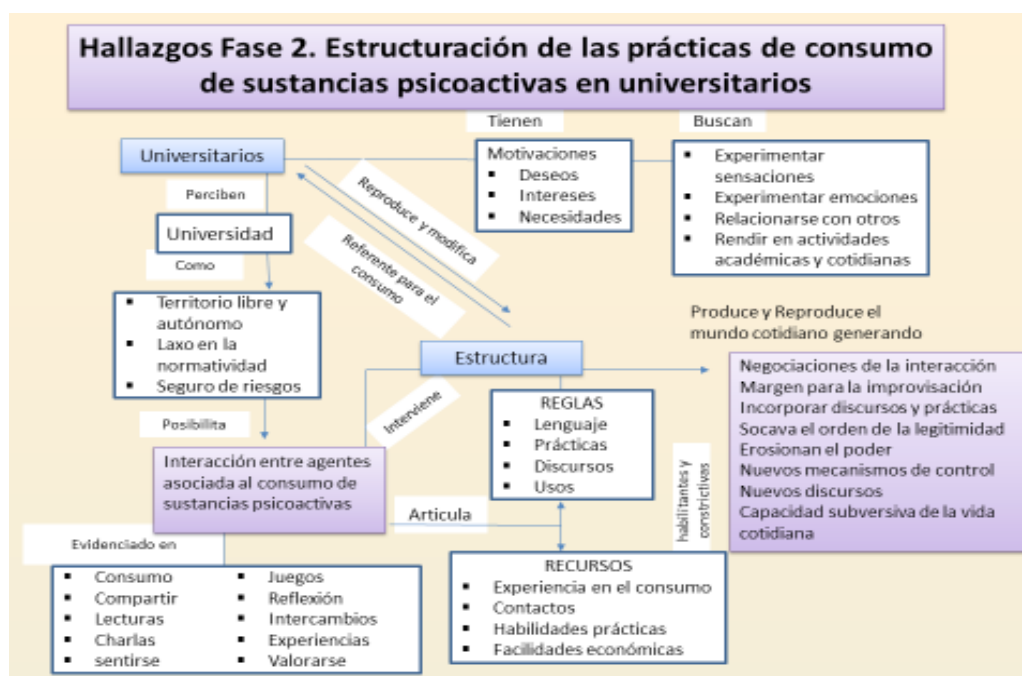 Hallazgos Fase 2. Estructuración de las prácticas de consumo
de sustancias psicoactivas en universitarios
Tienen
Buscan
Universitarios
Motivaciones
▪ Deseos
▪ Intereses
▪ Necesidades
▪ Experimentar
sensaciones
▪ Experimentar emociones
▪ Relacionarse con otros
▪ Rendir en actividades
académicas y cotidianas
Perciben
Universidad
Como
Reproduce y modifica
Referente para el
consumo
▪ Territorio libre y
autónomo
▪ Laxo en la
normatividad
▪ Seguro de riesgos
Produce y Reproduce el
mundo cotidiano generando
Estructura
Negociaciones de la interacción
Margen para la improvisación
Incorporar discursos y prácticas
Socava el orden de la legitimidad
Erosionan el poder
Nuevos mecanismos de control
Nuevos discursos
Capacidad subversiva de la vida
cotidiana
Posibilita
Interviene
REGLAS
▪ Lenguaje
▪ Prácticas
▪ Discursos
▪ Usos
habilitantes y
constrictivas
Interacción entre agentes
asociada al consumo de
sustancias psicoactivas
Articula
Evidenciado en
▪ Consumo
▪ Compartir
▪ Lecturas
▪ Charlas
▪ sentirse
▪ Juegos
▪ Reflexión
▪ Intercambios
▪ Experiencias
▪ Valorarse
RECURSOS
▪ Experiencia en el consumo
▪ Contactos
▪ Habilidades prácticas
▪ Facilidades económicas